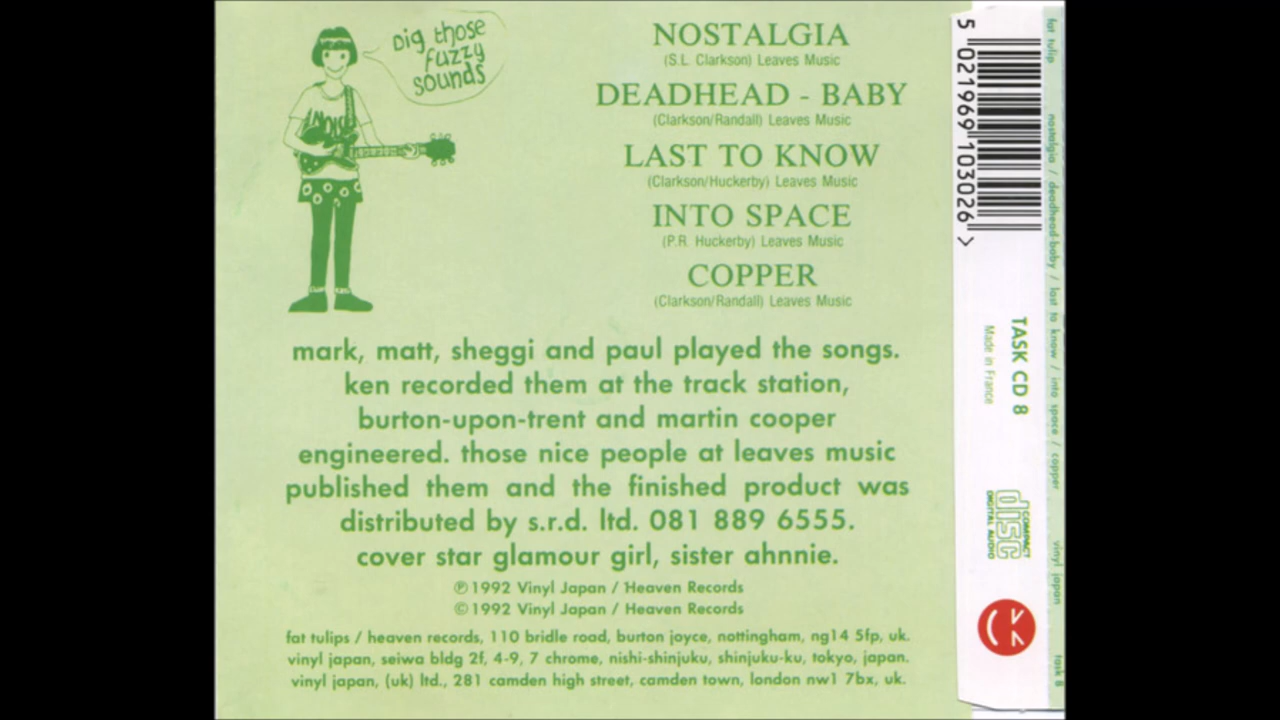 Dig those
fuzzy
sounds
NOSTALGIA
(S.L. Clarkson) Leaves Music
DEADHEAD - BABY
(Clarkson/Randall) Leaves Music
LAST TO KNOW
(Clarkson/Huckerby) Leaves Music
INTO SPACE
(P.R. Huckerby) Leaves Music
COPPER
(Clarkson/Randall) Leaves Music
mark, matt, sheggi and paul played the songs.
ken recorded them at the track station,
burton-upon-trent and martin cooper
engineered. those nice people at leaves music
published them and the finished product was
distributed by s.r.d. ltd. 081 889 6555.
cover star glamour girl, sister ahnnie.
℗1992 Vinyl Japan / Heaven Records
©1992 Vinyl Japan / Heaven Records
fat tulips / heaven records, 110 bridle road, burton joyce, nottingham, ng14 5fp, uk.
vinyl japan, seiwa bldg 2f, 4-9, 7 chrome, nishi-shinjuku, shinjuku-ku, tokyo, japan.
vinyl japan, (uk) ltd., 281 camden high street, camden town, london nw1 7bx, uk.
5 021969 103026 >
TASK CD 8
Made in France
COMPACT
disc
DIGITAL AUDIO
fat tulip nostalgia / deadhead-baby / last to know / into space / copper vinyl japan task 8